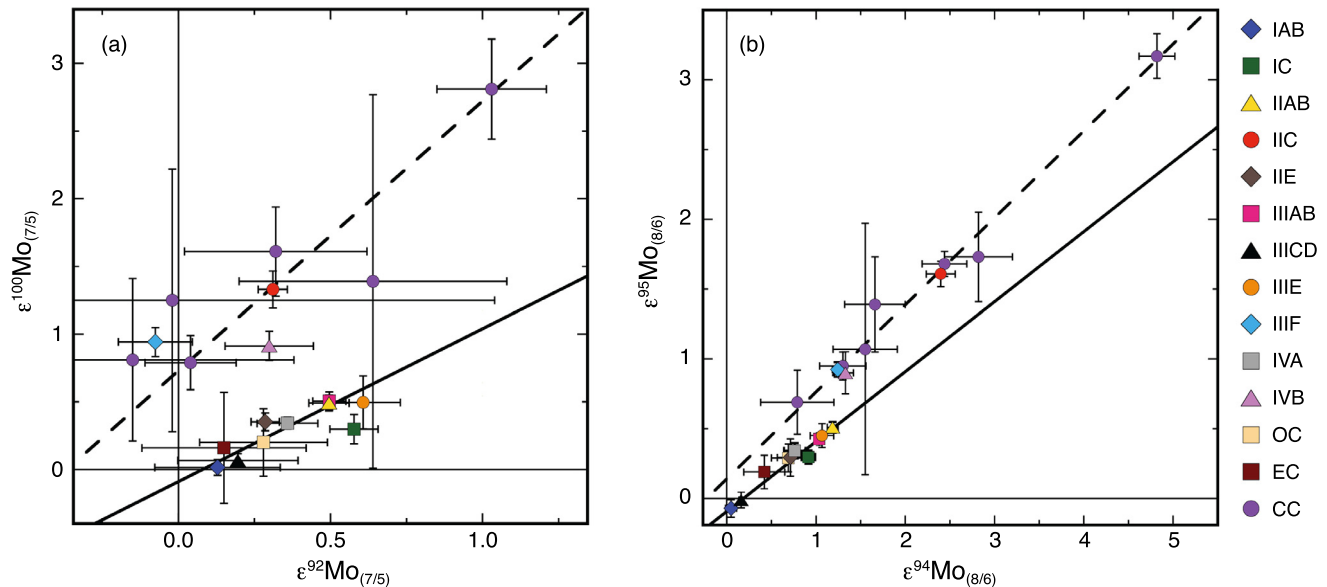 (a)
3
2
1
0
ε¹⁰⁰Mo(7/5)
0.0 0.5 1.0
ε⁹²Mo(7/5)
(b)
3
2
1
0
ε⁹⁵Mo(8/6)
0 1 2 3 4 5
ε⁹⁴Mo(8/6)
IAB
IC
IIAB
IIC
IIE
IIIAB
IIICD
IIIE
IIIF
IVA
IVB
OC
EC
CC